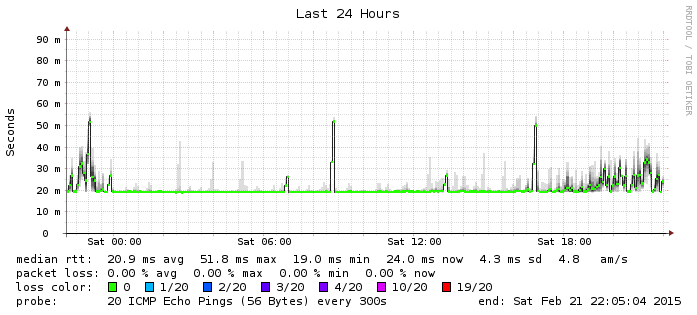 Last 24 Hours
RRDTOOL / TOBI OETIKER
Seconds
90 m
80 m
70 m
60 m
50 m
40 m
30 m
20 m
10 m
0
Sat 00:00 Sat 06:00 Sat 12:00 Sat 18:00
median rtt: 20.9 ms avg 51.8 ms max 19.0 ms min 24.0 ms now 4.3 ms sd 4.8 am/s
packet loss: 0.00 % avg 0.00 % max 0.00 % min 0.00 % now
loss color: 0 1/20 2/20 3/20 4/20 10/20 19/20
probe: 20 ICMP Echo Pings (56 Bytes) every 300s end: Sat Feb 21 22:05:04 2015